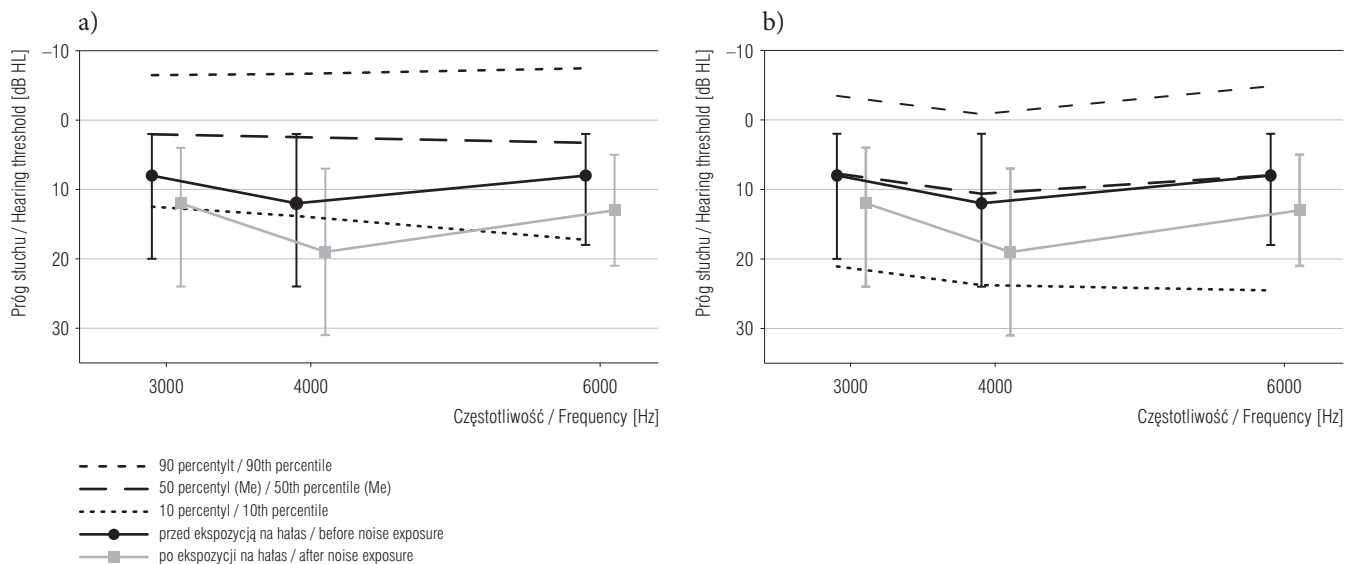 a)
Próg słuchu / Hearing threshold [dB HL]
–10
0
10
20
30
3000 4000 6000
Częstotliwość / Frequency [Hz]
b)
Próg słuchu / Hearing threshold [dB HL]
–10
0
10
20
30
3000 4000 6000
Częstotliwość / Frequency [Hz]
90 percentylt / 90th percentile
50 percentyl (Me) / 50th percentile (Me)
10 percentyl / 10th percentile
przed ekspozycją na hałas / before noise exposure
po ekspozycji na hałas / after noise exposure